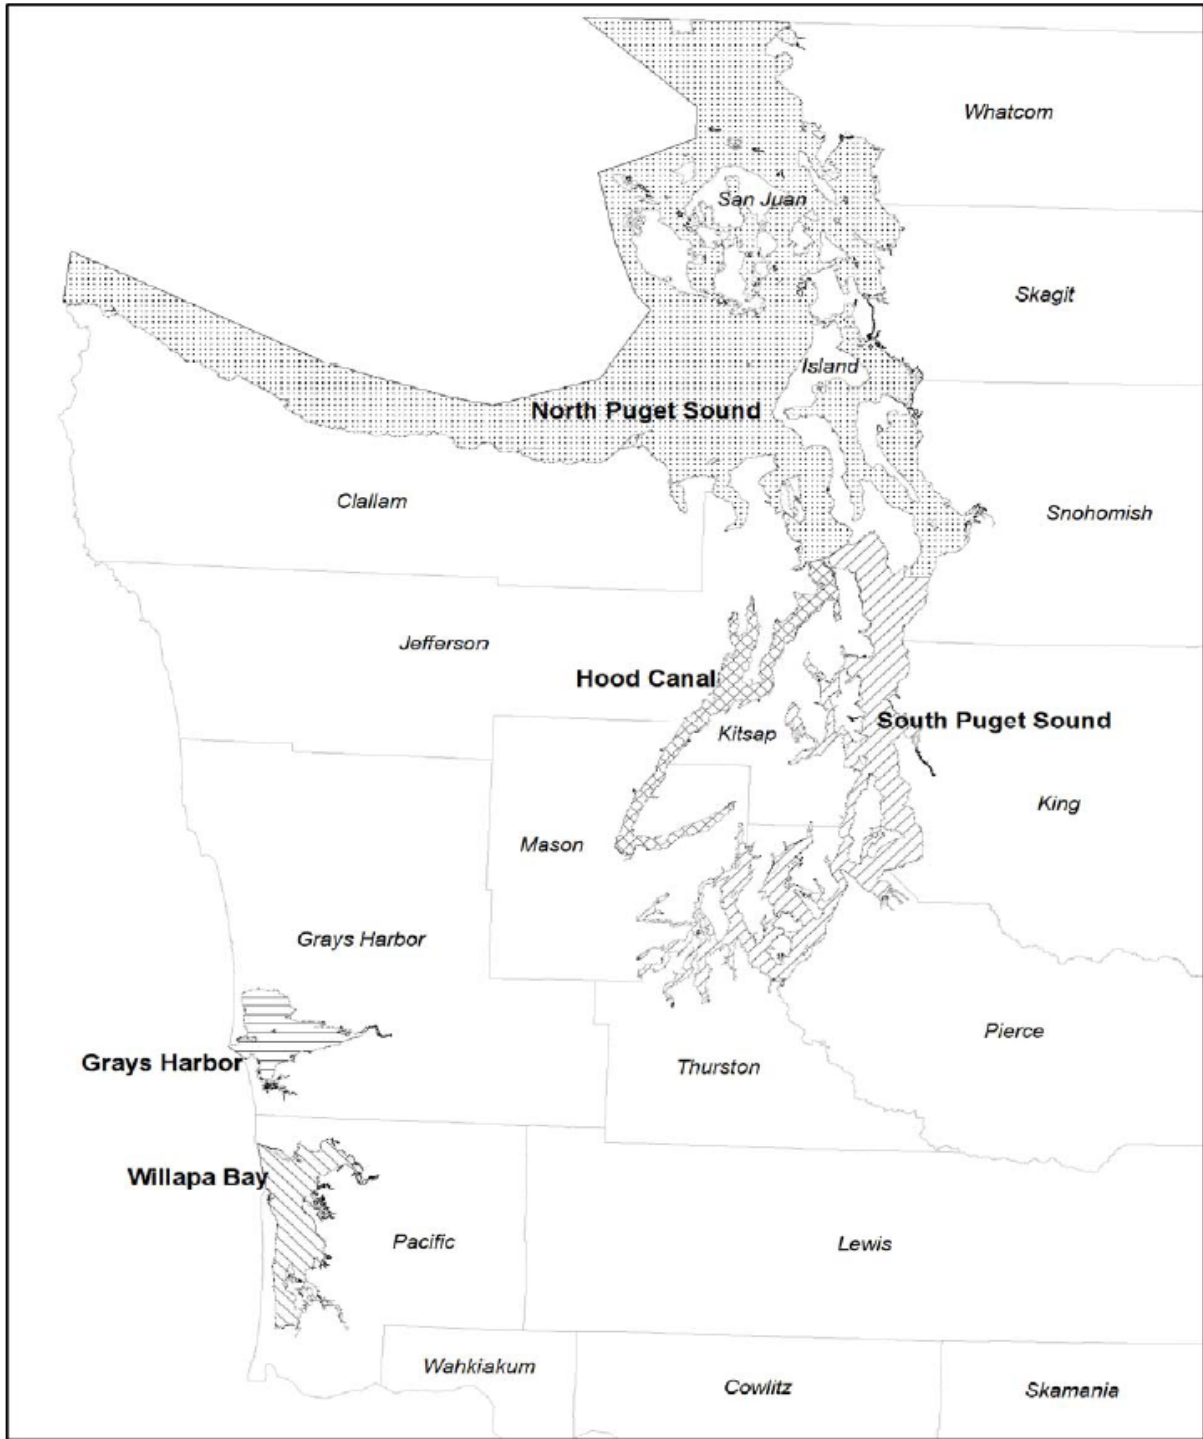 Whatcom
San Juan
Skagit
Island
North Puget Sound
Clallam
Snohomish
Jefferson
Hood Canal
South Puget Sound
Kitsap
King
Mason
Grays Harbor
Pierce
Grays Harbor
Thurston
Willapa Bay
Pacific
Lewis
Wahkiakum
Cowlitz
Skamania